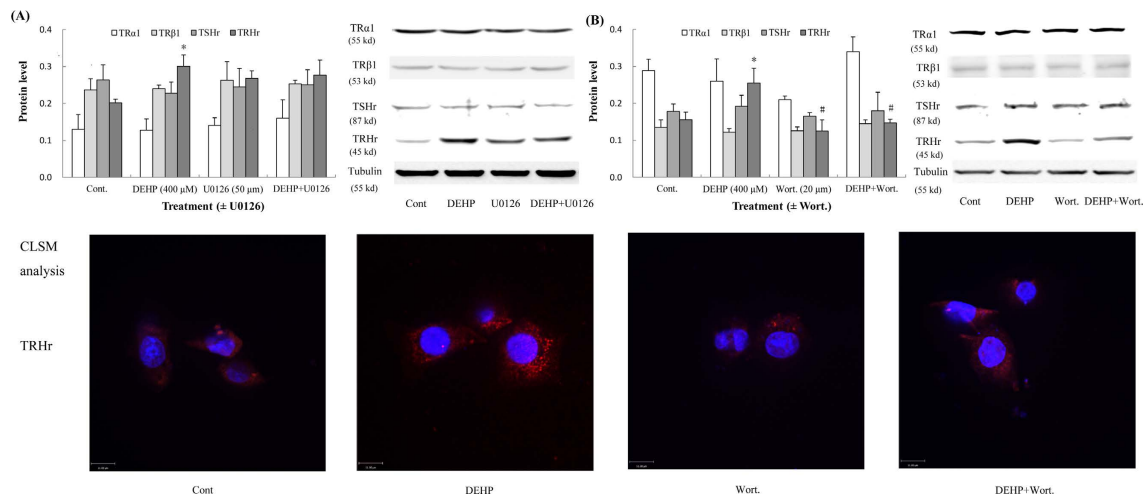 (A)
Protein level
0.4
0.3
0.2
0.1
0.0
TRα1 TRβ1 TSHr TRHr
*
Cont. DEHP (400 μM) U0126 (50 μm) DEHP+U0126
Treatment (± U0126)
TRα1
(55 kd)
TRβ1
(53 kd)
TSHr
(87 kd)
TRHr
(45 kd)
Tubulin
(55 kd)
Cont DEHP U0126 DEHP+U0126
(B)
Protein level
0.4
0.3
0.2
0.1
0.0
TRα1 TRβ1 TSHr TRHr
*
#
#
Cont. DEHP (400 μM) Wort. (20 μm) DEHP+Wort.
Treatment (± Wort.)
TRα1
(55 kd)
TRβ1
(53 kd)
TSHr
(87 kd)
TRHr
(45 kd)
Tubulin
(55 kd)
Cont DEHP Wort. DEHP+Wort.
CLSM
analysis
TRHr
Cont DEHP Wort. DEHP+Wort.